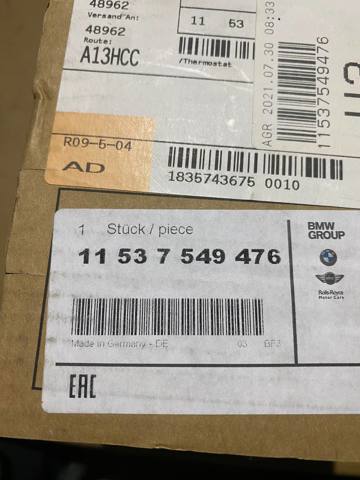 48962
Versand An:
48962
Route:
A13HCC
11 53
/Thermostat
AGR 2021.07.30 08:33
11537549476
R09-5-04
AD
1835743675 0010
1 Stück / piece
11 53 7 549 476
BMW
GROUP
Rolls-Royce
Motor Cars
Made in Germany - DE 03
EAC